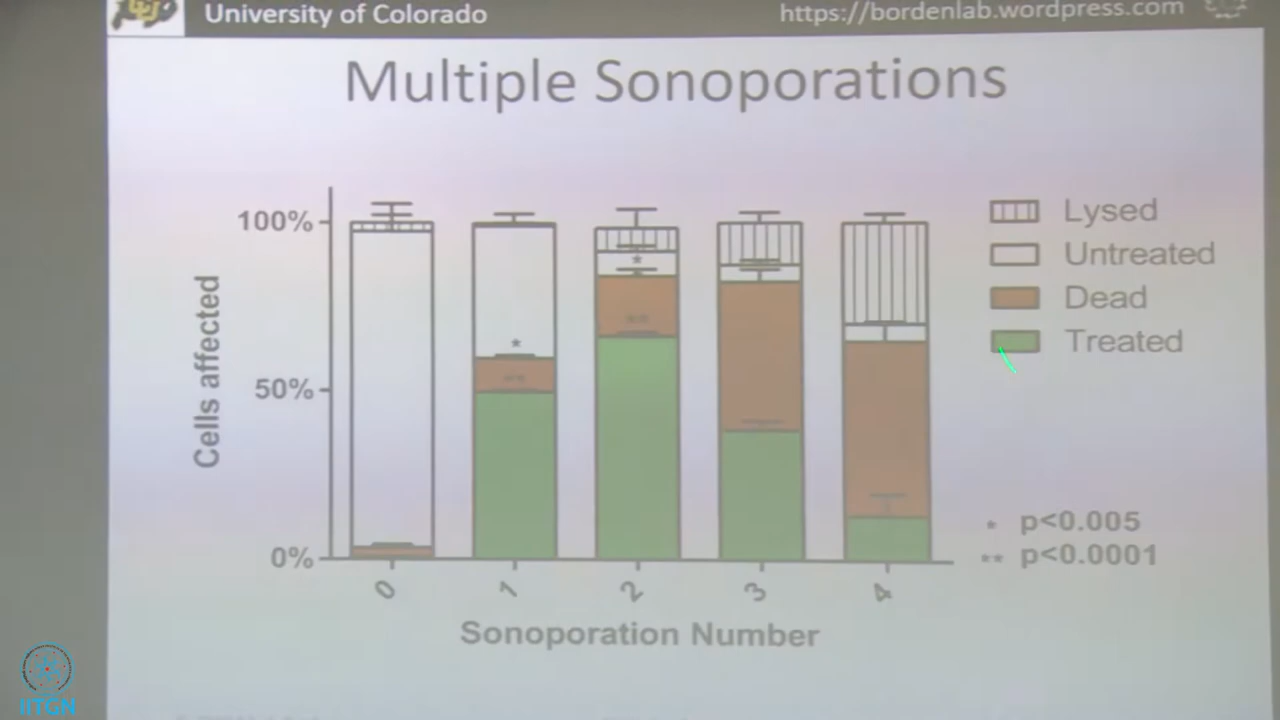 University of Colorado
https://bordenlab.wordpress.com
Multiple Sonoporations
Cells affected
100%
50%
0%
*
**
*
**
0
1
2
3
4
Sonoporation Number
Lysed
Untreated
Dead
Treated
* p<0.005
** p<0.0001
IITGN